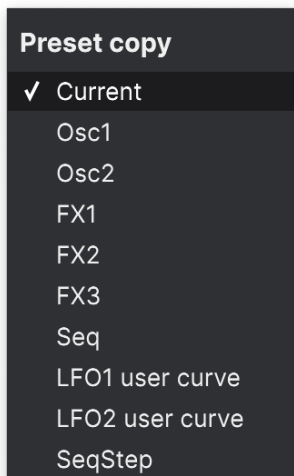 Preset copy
✓ Current
Osc1
Osc2
FX1
FX2
FX3
Seq
LFO1 user curve
LFO2 user curve
SeqStep